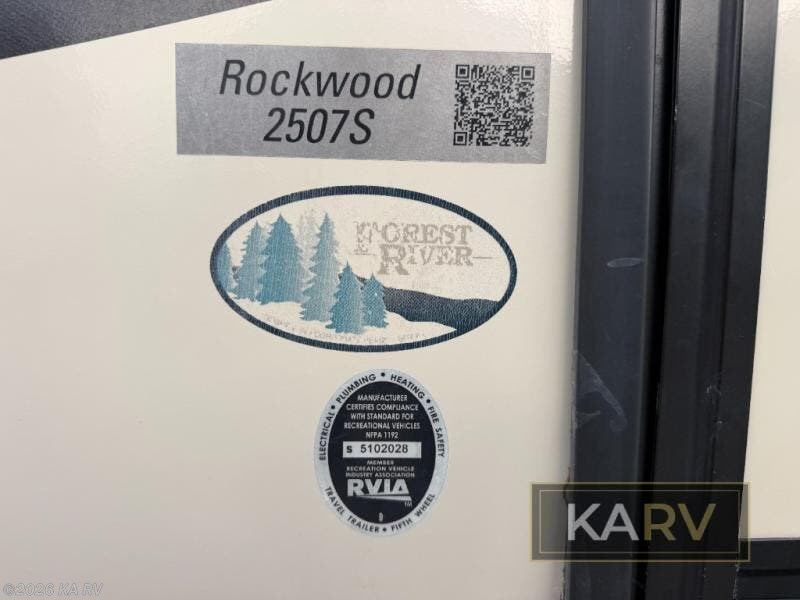 Rockwood
2507S
FOREST
RIVER
ELECTRICAL • PLUMBING • HEATING • FIRE SAFETY
MANUFACTURER
CERTIFIES COMPLIANCE
WITH STANDARD FOR
RECREATIONAL VEHICLES
NFPA 1192
S 5102028
MEMBER
RECREATION VEHICLE
INDUSTRY ASSOCIATION
RVIA
TM
TRAVEL TRAILER • FIFTH WHEEL
KARV
©2026 KA RV